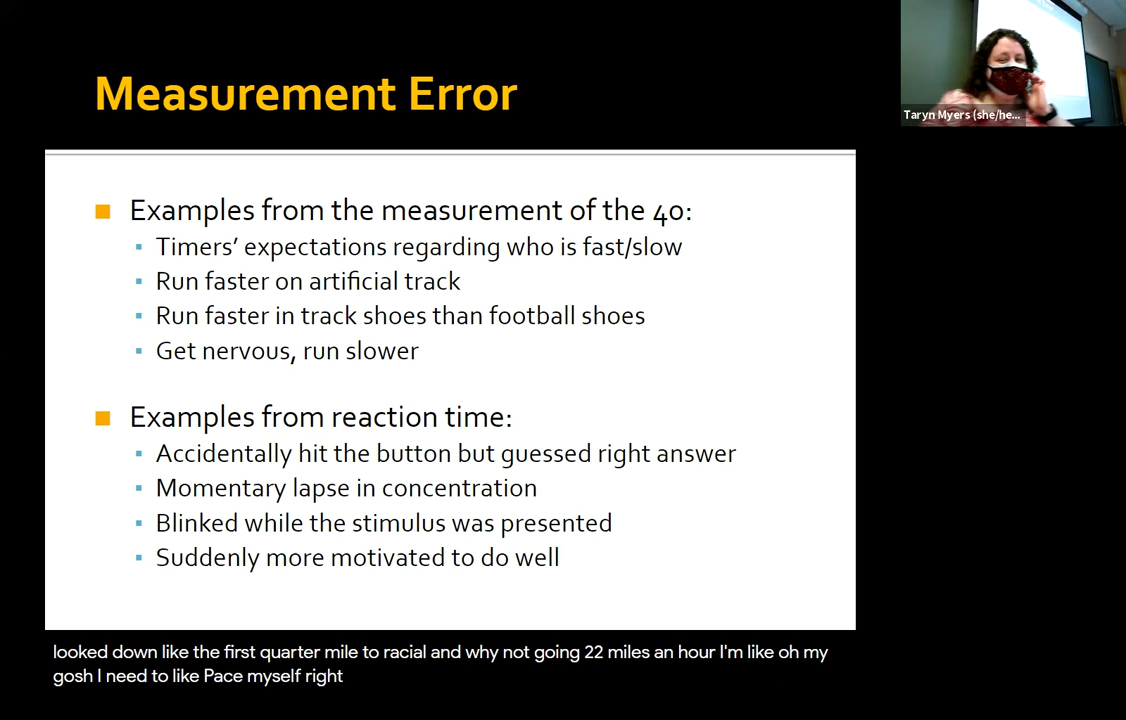 Measurement Error
Taryn Myers (she/he...
Examples from the measurement of the 40:
Timers' expectations regarding who is fast/slow
Run faster on artificial track
Run faster in track shoes than football shoes
Get nervous, run slower
Examples from reaction time:
Accidentally hit the button but guessed right answer
Momentary lapse in concentration
Blinked while the stimulus was presented
Suddenly more motivated to do well
looked down like the first quarter mile to racial and why not going 22 miles an hour I'm like oh my
gosh I need to like Pace myself right